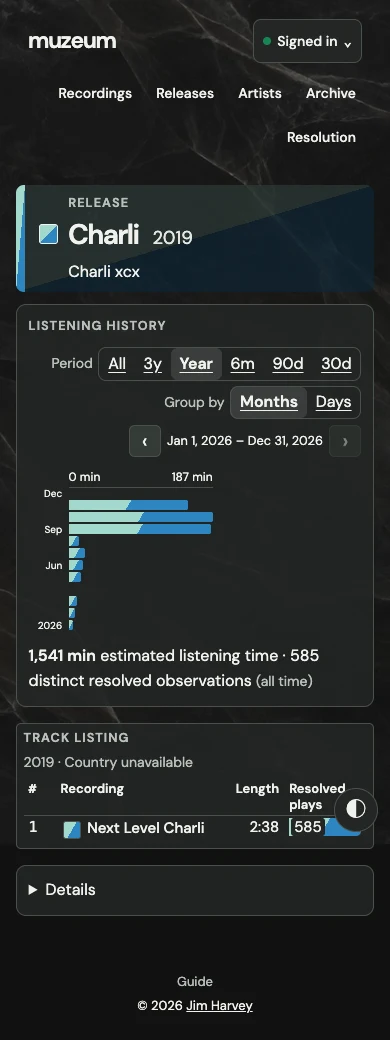 muzeum
Signed in
Recordings Releases Artists Archive
Resolution
RELEASE
Charli 2019
Charli xcx
LISTENING HISTORY
Period All 3y Year 6m 90d 30d
Group by Months Days
‹ Jan 1, 2026 – Dec 31, 2026 ›
0 min 187 min
Dec
Sep
Jun
2026
1,541 min estimated listening time · 585
distinct resolved observations (all time)
TRACK LISTING
2019 · Country unavailable
# Recording Length Resolved
plays
1 Next Level Charli 2:38 585
▶ Details
Guide
© 2026 Jim Harvey